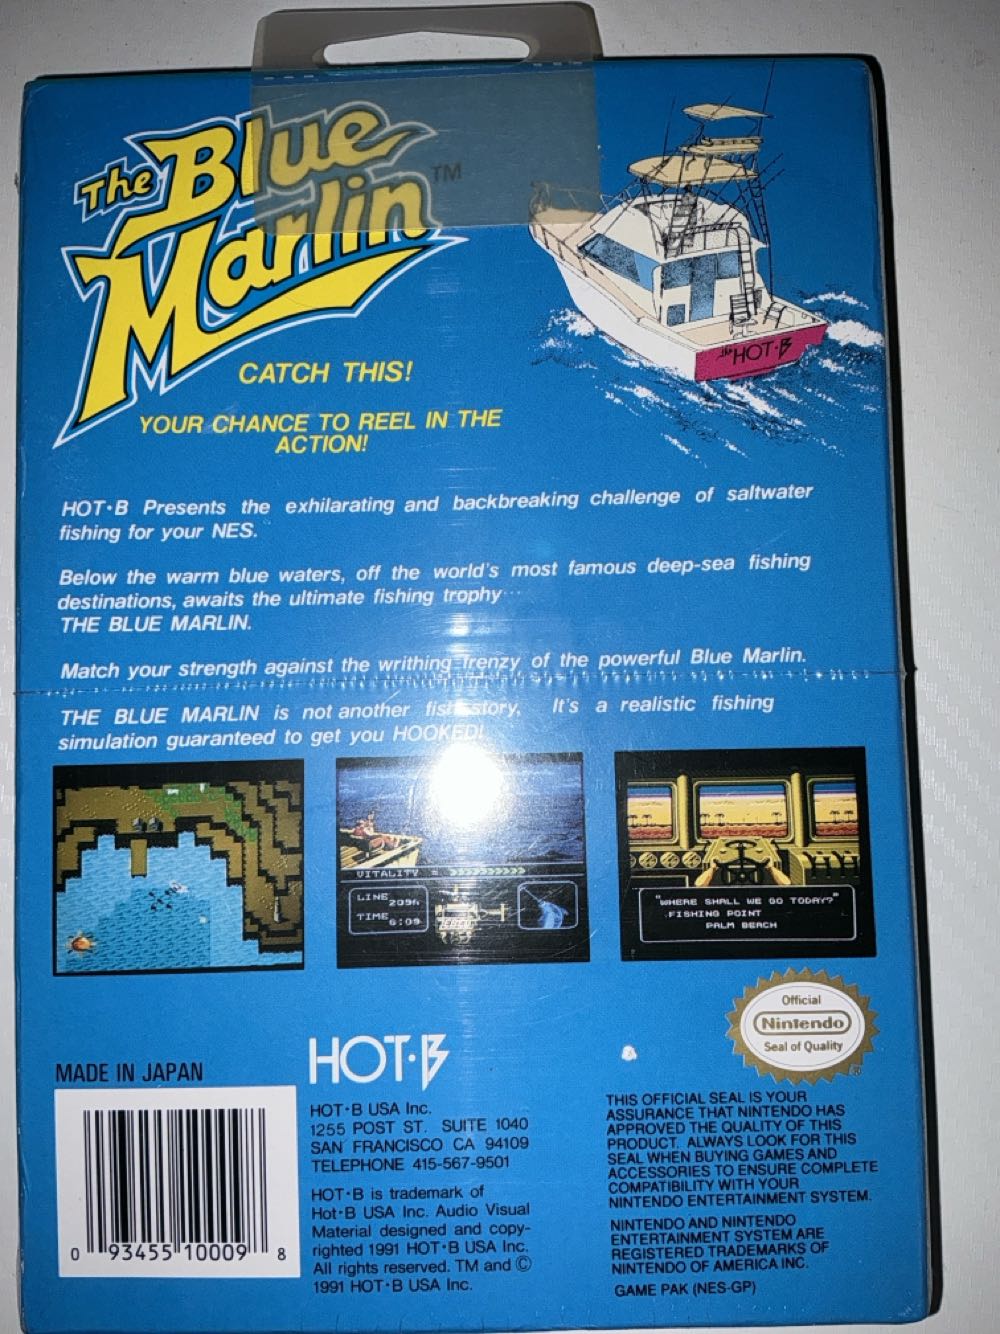 The Blue
Marlin™
HOT·B
CATCH THIS!
YOUR CHANCE TO REEL IN THE
ACTION!
HOT·B Presents the exhilarating and backbreaking challenge of saltwater
fishing for your NES.
Below the warm blue waters, off the world's most famous deep-sea fishing
destinations, awaits the ultimate fishing trophy···
THE BLUE MARLIN.
Match your strength against the writhing frenzy of the powerful Blue Marlin.
THE BLUE MARLIN is not another fish story. It's a realistic fishing
simulation guaranteed to get you HOOKED!
VITALITY =
LINE
209ft
TIME
6:09
"WHERE SHALL WE GO TODAY?"
FISHING POINT
PALM BEACH
Official
Nintendo
Seal of Quality
®
MADE IN JAPAN
0 93455 10009 8
HOT·B
HOT·B USA Inc.
1255 POST ST. SUITE 1040
SAN FRANCISCO CA 94109
TELEPHONE 415-567-9501
HOT·B is trademark of
Hot·B USA Inc. Audio Visual
Material designed and copy-
righted 1991 HOT·B USA Inc.
All rights reserved. TM and ©
1991 HOT·B USA Inc.
THIS OFFICIAL SEAL IS YOUR
ASSURANCE THAT NINTENDO HAS
APPROVED THE QUALITY OF THIS
PRODUCT. ALWAYS LOOK FOR THIS
SEAL WHEN BUYING GAMES AND
ACCESSORIES TO ENSURE COMPLETE
COMPATIBILITY WITH YOUR
NINTENDO ENTERTAINMENT SYSTEM.
NINTENDO AND NINTENDO
ENTERTAINMENT SYSTEM ARE
REGISTERED TRADEMARKS OF
NINTENDO OF AMERICA INC.
GAME PAK (NES-GP)